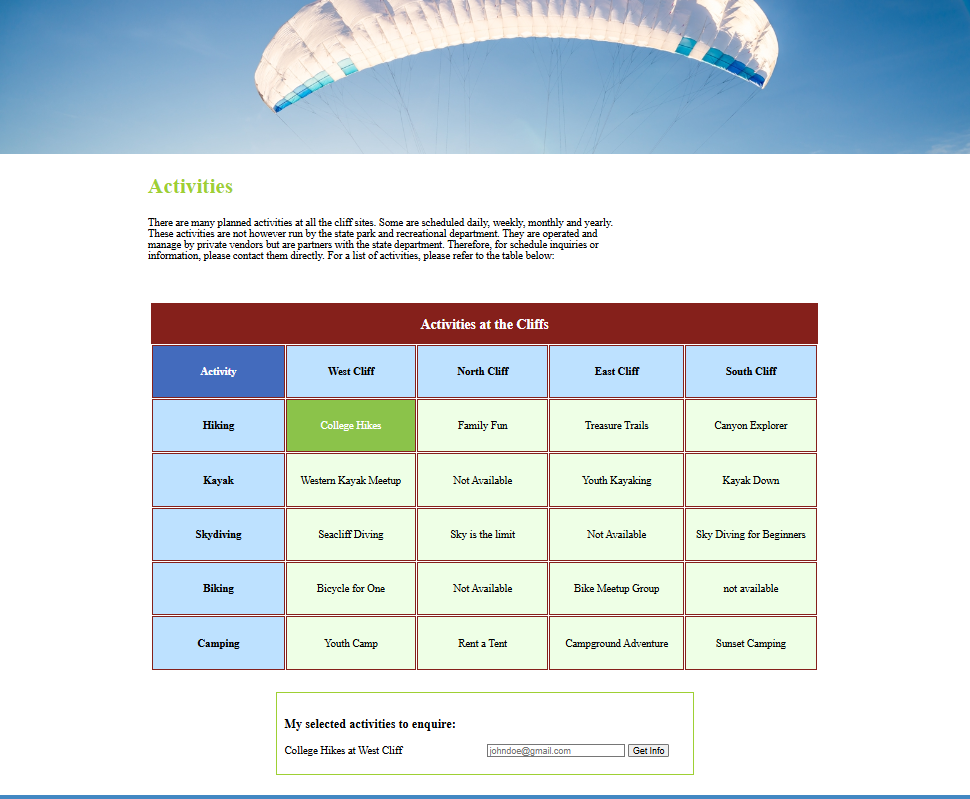 Activities
There are many planned activities at all the cliff sites. Some are scheduled daily, weekly, monthly and yearly.
These activities are not however run by the state park and recreational department. They are operated and
manage by private vendors but are partners with the state department. Therefore, for schedule inquiries or
information, please contact them directly. For a list of activities, please refer to the table below:
Activities at the Cliffs
Activity West Cliff North Cliff East Cliff South Cliff
Hiking College Hikes Family Fun Treasure Trails Canyon Explorer
Kayak Western Kayak Meetup Not Available Youth Kayaking Kayak Down
Skydiving Seacliff Diving Sky is the limit Not Available Sky Diving for Beginners
Biking Bicycle for One Not Available Bike Meetup Group not available
Camping Youth Camp Rent a Tent Campground Adventure Sunset Camping
My selected activities to enquire:
College Hikes at West Cliff johndoe@gmail.com Get Info